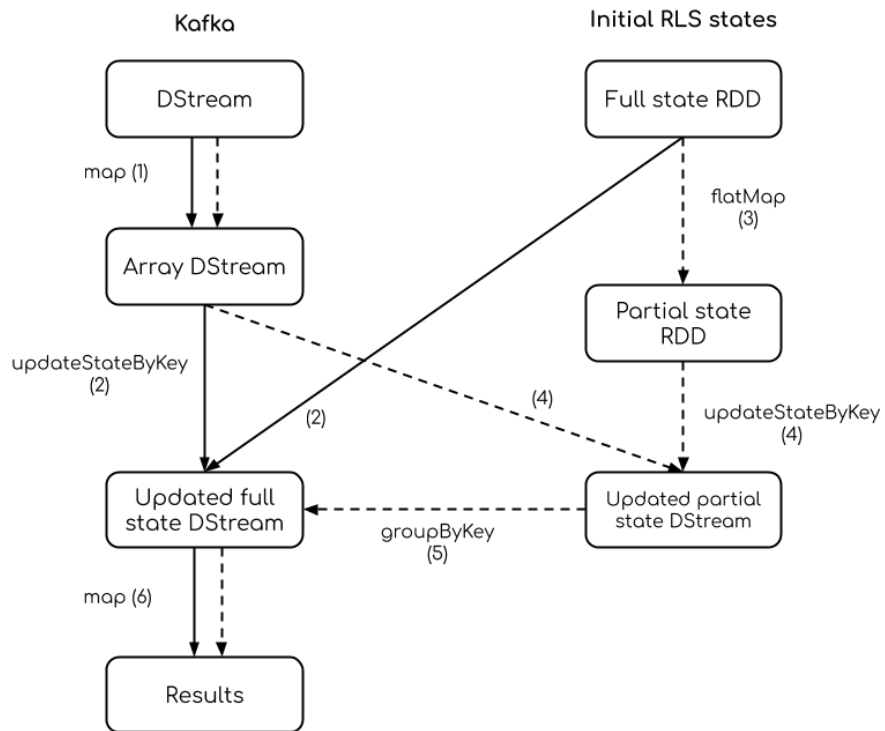 Kafka
Initial RLS states
DStream
Full state RDD
map (1)
flatMap
(3)
Array DStream
Partial state
RDD
updateStateByKey
(2)
(4)
(2)
updateStateByKey
(4)
Updated full
state DStream
Updated partial
state DStream
groupByKey
(5)
map (6)
Results